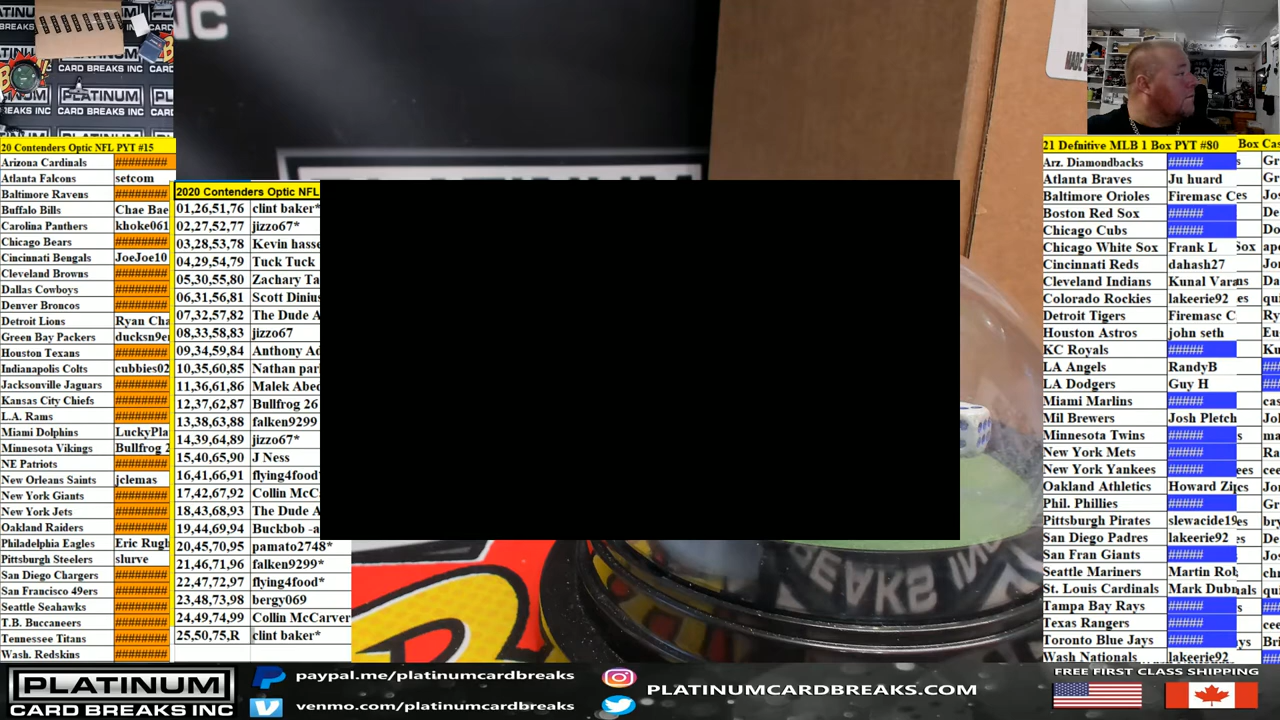 NC
PLATINUM
CARD BREAKS INC
20 Contenders Optic NFL PYT #15
Arizona Cardinals ########
Atlanta Falcons setcom
Baltimore Ravens ########
Buffalo Bills Chae Bae
Carolina Panthers khoke061
Chicago Bears ########
Cincinnati Bengals JoeJoe10
Cleveland Browns ########
Dallas Cowboys ########
Denver Broncos ########
Detroit Lions Ryan Cha
Green Bay Packers ducksn9e
Houston Texans ########
Indianapolis Colts cubbies02
Jacksonville Jaguars ########
Kansas City Chiefs ########
L.A. Rams ########
Miami Dolphins LuckyPla
Minnesota Vikings Bullfrog 2
NE Patriots ########
New Orleans Saints jclemas
New York Giants ########
New York Jets ########
Oakland Raiders ########
Philadelphia Eagles Eric Rugh
Pittsburgh Steelers slurve
San Diego Chargers ########
San Francisco 49ers ########
Seattle Seahawks ########
T.B. Buccaneers ########
Tennessee Titans ########
Wash. Redskins ########
2020 Contenders Optic NFL
01,26,51,76 clint baker*
02,27,52,77 jizzo67*
03,28,53,78 Kevin hasse
04,29,54,79 Tuck Tuck
05,30,55,80 Zachary Ta
06,31,56,81 Scott Dinius
07,32,57,82 The Dude A
08,33,58,83 jizzo67
09,34,59,84 Anthony Ad
10,35,60,85 Nathan par
11,36,61,86 Malek Abed
12,37,62,87 Bullfrog 26
13,38,63,88 falken9299
14,39,64,89 jizzo67*
15,40,65,90 J Ness
16,41,66,91 flying4food*
17,42,67,92 Collin McC
18,43,68,93 The Dude A
19,44,69,94 Buckbob -a
20,45,70,95 pamato2748*
21,46,71,96 falken9299*
22,47,72,97 flying4food*
23,48,73,98 bergy069
24,49,74,99 Collin McCarver
25,50,75,R clint baker*
21 Defnitive MLB 1 Box PYT #80 Box Cas
Arz. Diamondbacks #####
Atlanta Braves Ju huard
Baltimore Orioles Firemasc
Boston Red Sox #####
Chicago Cubs #####
Chicago White Sox Frank L
Cincinnati Reds dahash27
Cleveland Indians Kunal Vara
Colorado Rockies lakeerie92
Detroit Tigers Firemasc C
Houston Astros john seth
KC Royals #####
LA Angels RandyB
LA Dodgers Guy H
Miami Marlins #####
Mil Brewers Josh Pletch
Minnesota Twins #####
New York Mets #####
New York Yankees #####
Oakland Athletics Howard Zip
Phil. Phillies #####
Pittsburgh Pirates slewacide19
San Diego Padres lakeerie92
San Fran Giants #####
Seattle Mariners Martin Rol
St. Louis Cardinals Mark Dubn
Tampa Bay Rays #####
Texas Rangers #####
Toronto Blue Jays #####
Wash Nationals lakeerie92
PLATINUM
CARD BREAKS INC
paypal.me/platinumcardbreaks
venmo.com/platinumcardbreaks
PLATINUMCARDBREAKS.COM
FREE FIRST CLASS SHIPPING